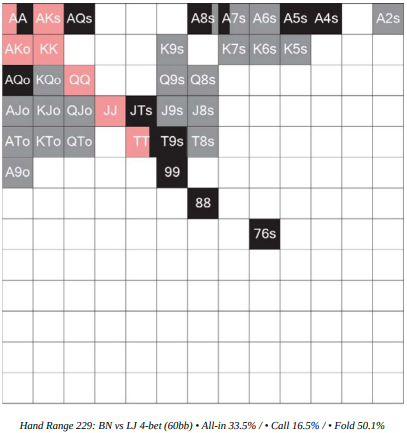 AA AKs AQs A8s A7s A6s A5s A4s A2s
AKo KK K9s K7s K6s K5s
AQo KQo QQ Q9s Q8s
AJo KJo QJo JJ JTs J9s J8s
ATo KTo QTo TT T9s T8s
A9o 99
88
76s
Hand Range 229: BN vs LJ 4-bet (60bb) • All-in 33.5% / • Call 16.5% / • Fold 50.1%